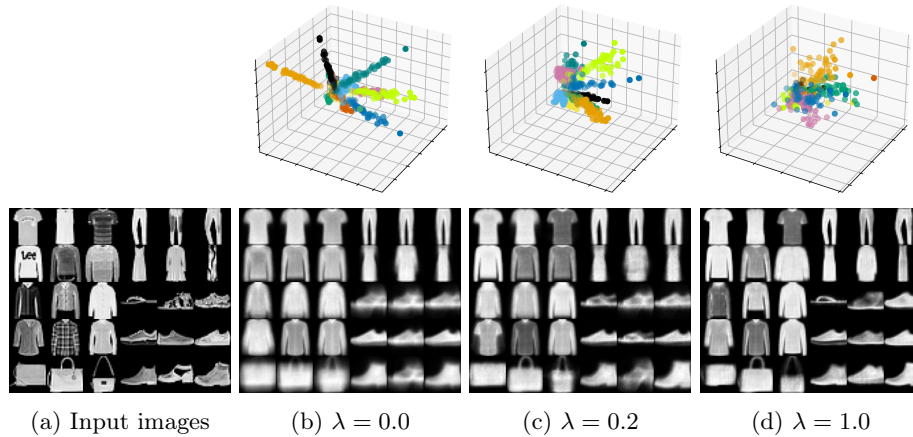 Lee
(a) Input images
(b) λ = 0.0
(c) λ = 0.2
(d) λ = 1.0